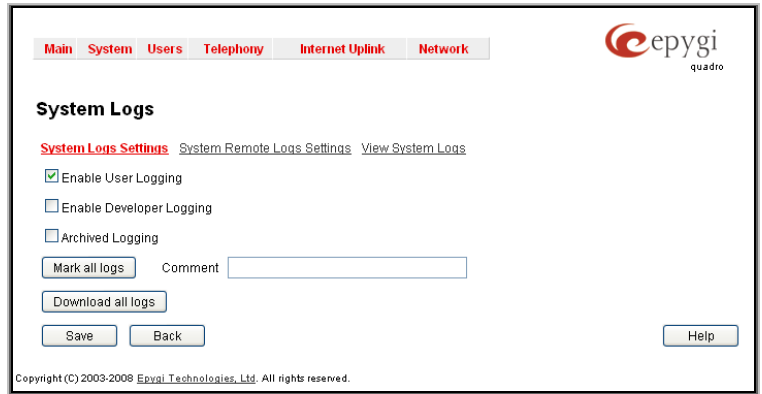 Main System Users Telephony Internet Uplink Network
epygi
quadro
System Logs
System Logs Settings System Remote Logs Settings View System Logs
Enable User Logging
Enable Developer Logging
Archived Logging
Mark all logs Comment
Download all logs
Save Back Help
Copyright (C) 2003-2008 Epygi Technologies, Ltd. All rights reserved.